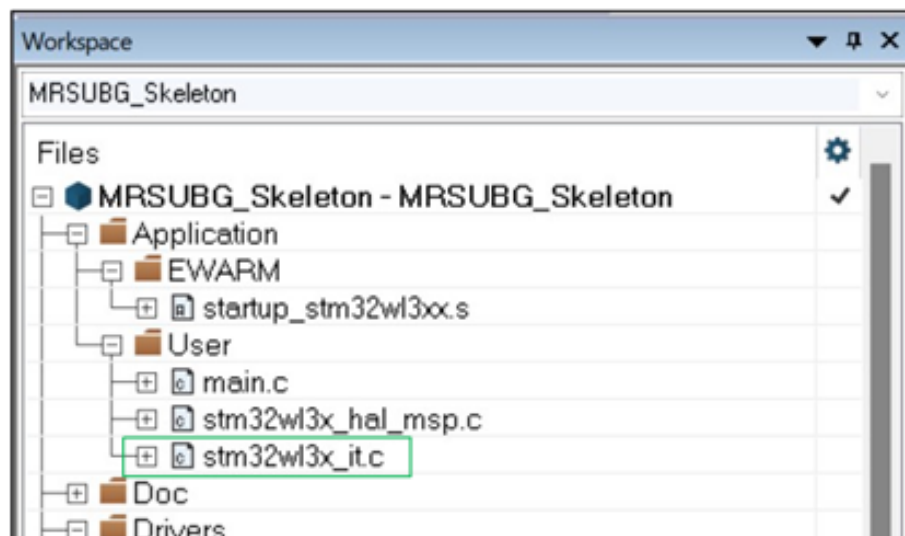 Workspace
MRSUBG_Skeleton
Files
MRSUBG_Skeleton - MRSUBG_Skeleton
Application
EWARM
startup_stm32wl3xx.s
User
main.c
stm32wl3x_hal_msp.c
stm32wl3x_it.c
Doc
Drivers